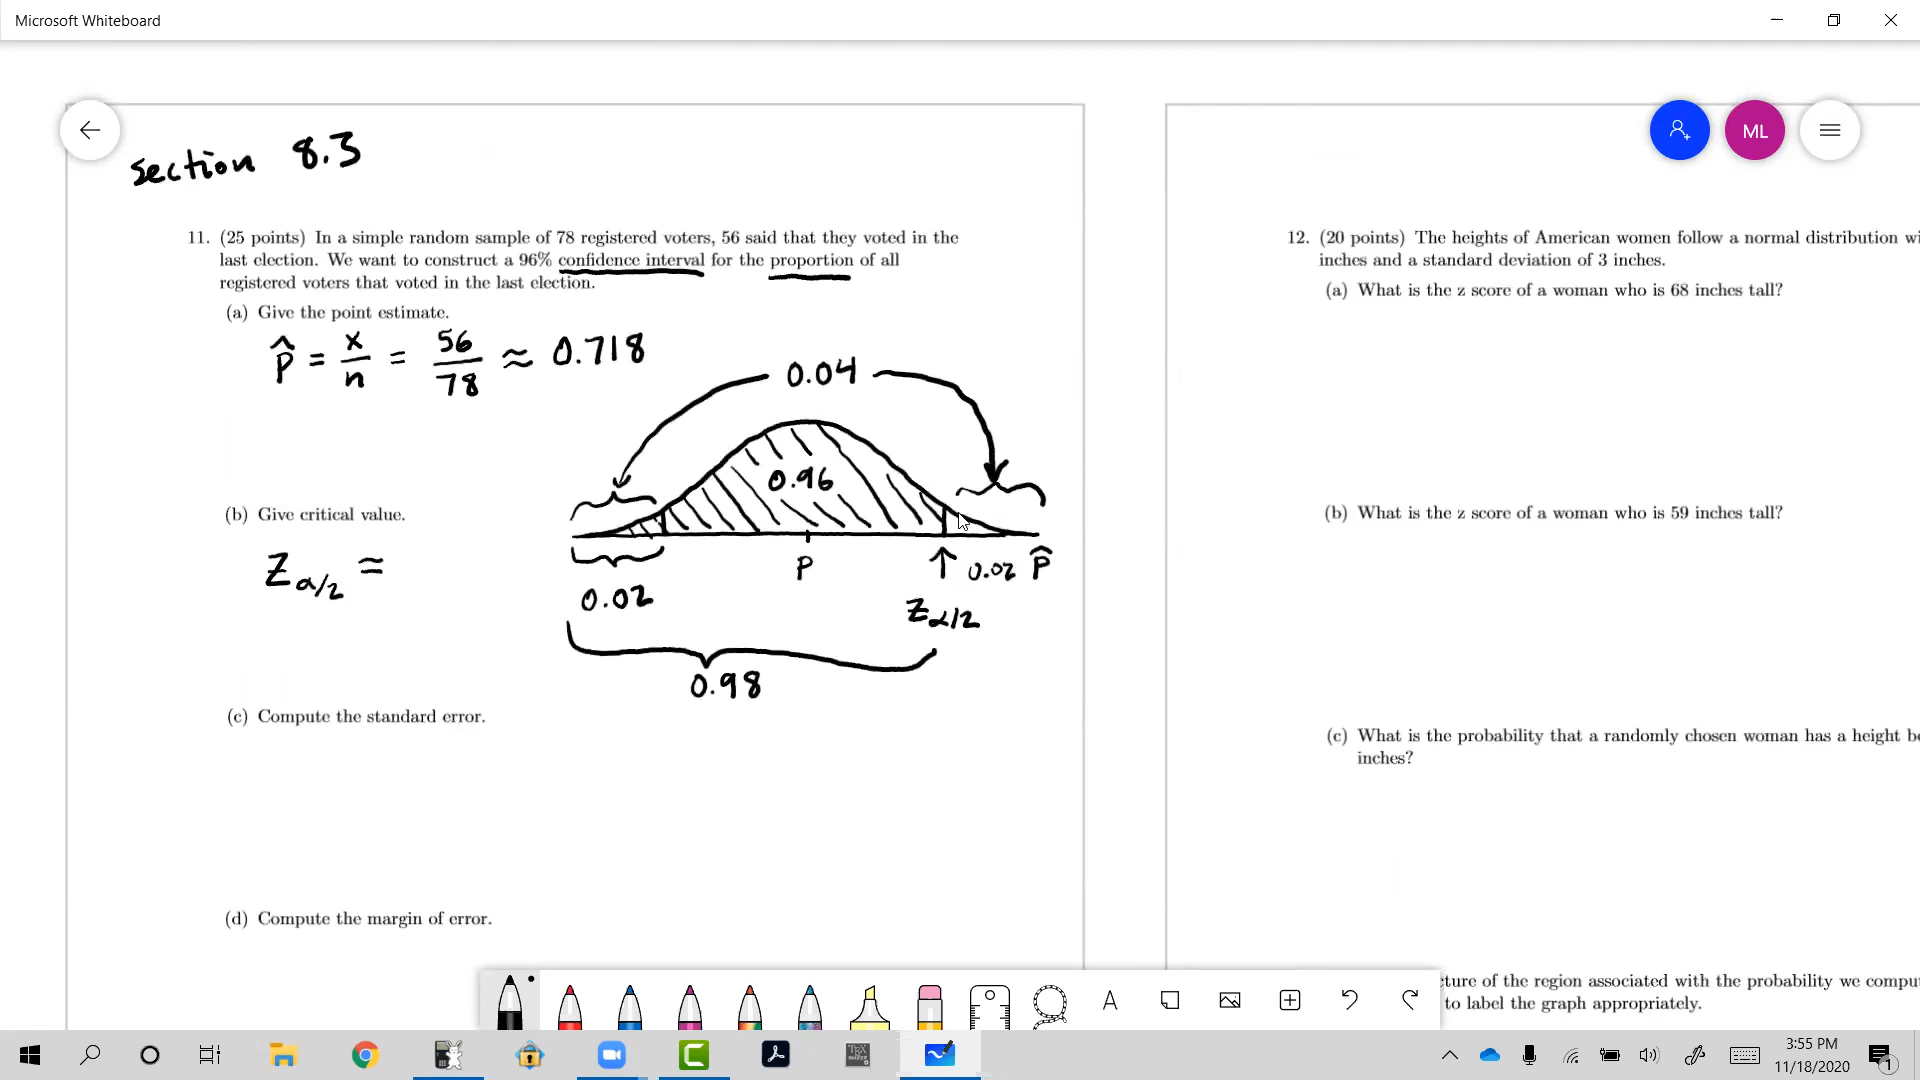 Microsoft Whiteboard
section 8.3
ML
11. (25 points) In a simple random sample of 78 registered voters, 56 said that they voted in the
last election. We want to construct a 96% confidence interval for the proportion of all
registered voters that voted in the last election.
(a) Give the point estimate.
p̂ = x/n = 56/78 ≈ 0.718
0.04
0.96
(b) Give critical value.
Zα/2 ≈
P
0.02 p̂
0.02
Zα/2
0.98
(c) Compute the standard error.
(d) Compute the margin of error.
12. (20 points) The heights of American women follow a normal distribution wi
inches and a standard deviation of 3 inches.
(a) What is the z score of a woman who is 68 inches tall?
(b) What is the z score of a woman who is 59 inches tall?
(c) What is the probability that a randomly chosen woman has a height be
inches?
cture of the region associated with the probability we compu
to label the graph appropriately.
3:55 PM
11/18/2020
1